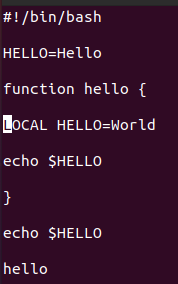 #!/bin/bash
HELLO=Hello
function hello {
LOCAL HELLO=World
echo $HELLO
}
echo $HELLO
hello